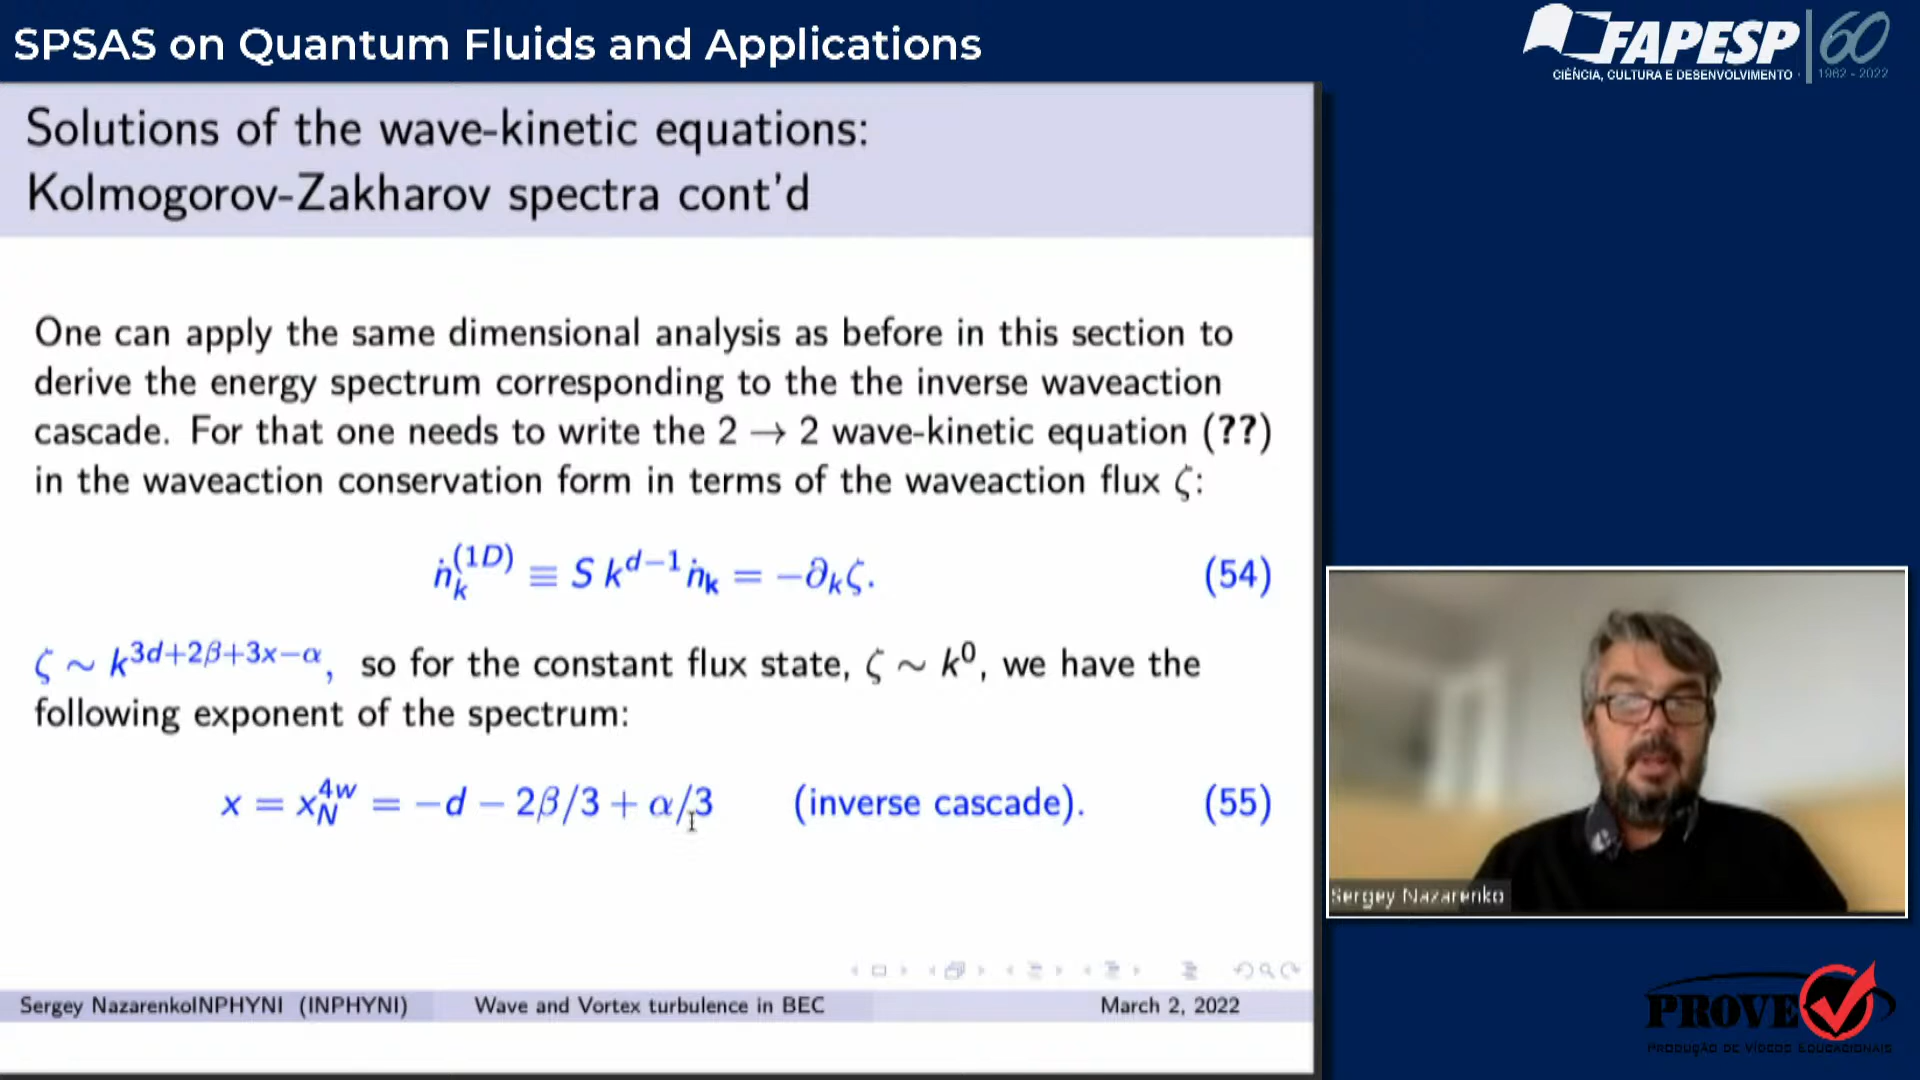 SPSAS on Quantum Fluids and Applications
FAPESP 60
CIÊNCIA, CULTURA E DESENVOLVIMENTO
1962 - 2022
Solutions of the wave-kinetic equations:
Kolmogorov-Zakharov spectra cont'd
One can apply the same dimensional analysis as before in this section to
derive the energy spectrum corresponding to the the inverse waveaction
cascade. For that one needs to write the 2 → 2 wave-kinetic equation (??)
in the waveaction conservation form in terms of the waveaction flux ζ:
ṅ_k^{(1D)} ≡ S k^{d−1} ṅ_k = −∂_k ζ. (54)
ζ ∼ k^{3d+2β+3x−α}, so for the constant flux state, ζ ∼ k^0, we have the
following exponent of the spectrum:
x = x_N^{4w} = −d − 2β/3 + α/3 (inverse cascade). (55)
Sergey Nazarenko
Sergey NazarenkoINPHYNI (INPHYNI) Wave and Vortex turbulence in BEC March 2, 2022
PROVE
PRODUÇÃO DE VÍDEOS EDUCACIONAIS